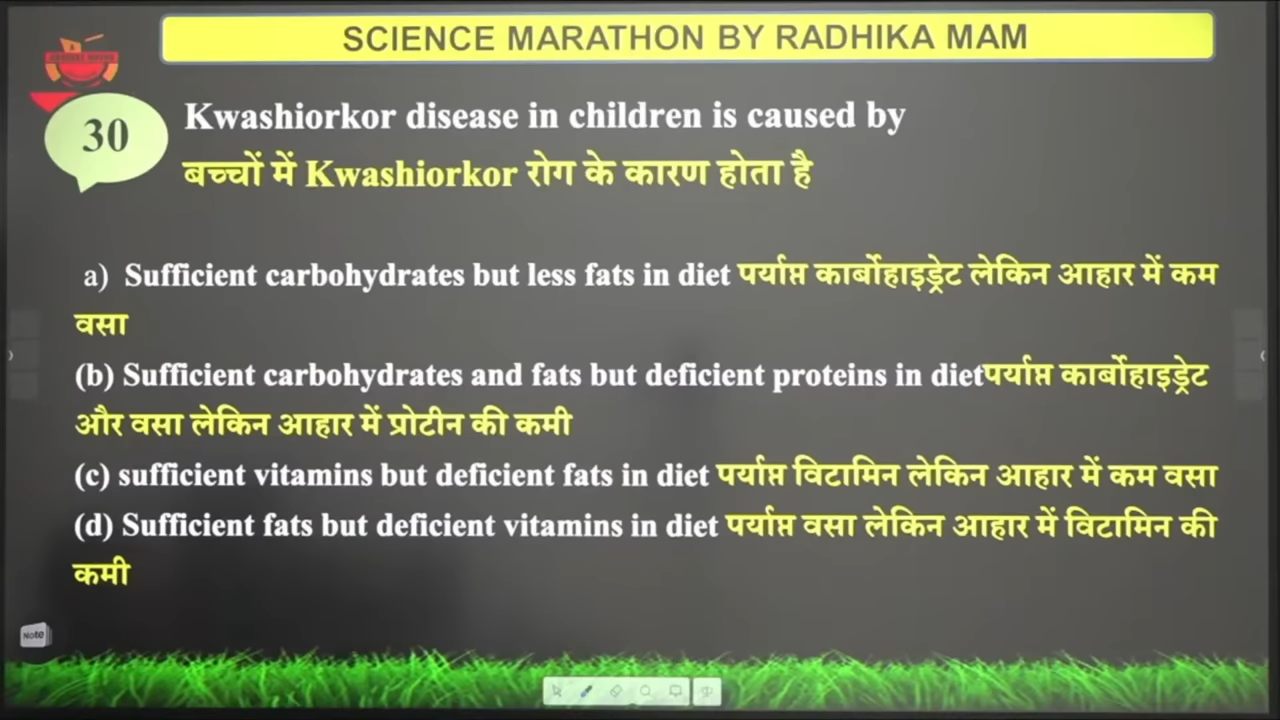 SCIENCE MARATHON BY RADHIKA MAM
30
Kwashiorkor disease in children is caused by
बच्चों में Kwashiorkor रोग के कारण होता है
a) Sufficient carbohydrates but less fats in diet पर्याप्त कार्बोहाइड्रेट लेकिन आहार में कम
वसा
(b) Sufficient carbohydrates and fats but deficient proteins in dietपर्याप्त कार्बोहाइड्रेट
और वसा लेकिन आहार में प्रोटीन की कमी
(c) sufficient vitamins but deficient fats in diet पर्याप्त विटामिन लेकिन आहार में कम वसा
(d) Sufficient fats but deficient vitamins in diet पर्याप्त वसा लेकिन आहार में विटामिन की
कमी
Note